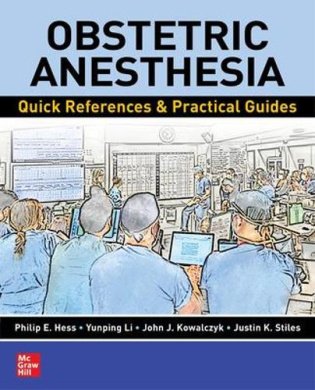 OBSTETRIC
ANESTHESIA
Quick References & Practical Guides
Philip E. Hess • Yunping Li • John J. Kowalczyk • Justin K. Stiles
Mc
Graw
Hill